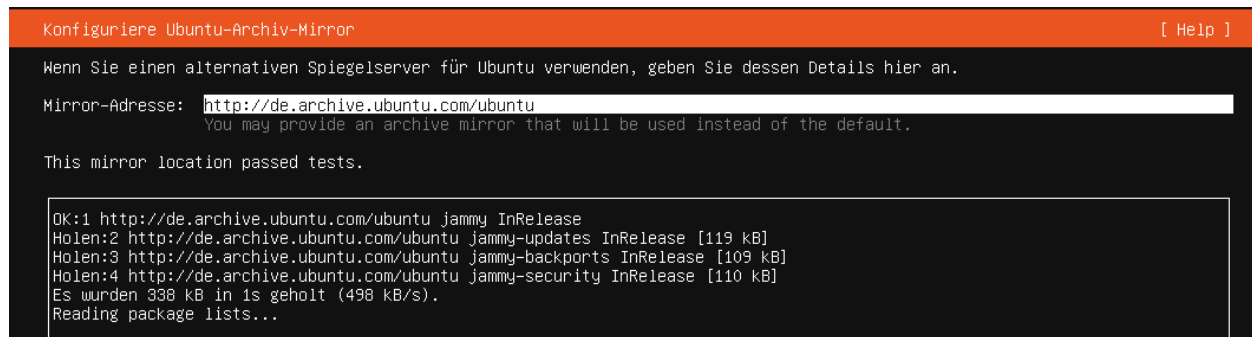 Konfiguriere Ubuntu-Archiv-Mirror [ Help ]
Wenn Sie einen alternativen Spiegelserver für Ubuntu verwenden, geben Sie dessen Details hier an.
Mirror-Adresse: http://de.archive.ubuntu.com/ubuntu
You may provide an archive mirror that will be used instead of the default.
This mirror location passed tests.
OK:1 http://de.archive.ubuntu.com/ubuntu jammy InRelease
Holen:2 http://de.archive.ubuntu.com/ubuntu jammy-updates InRelease [119 kB]
Holen:3 http://de.archive.ubuntu.com/ubuntu jammy-backports InRelease [109 kB]
Holen:4 http://de.archive.ubuntu.com/ubuntu jammy-security InRelease [110 kB]
Es wurden 338 kB in 1s geholt (498 kB/s).
Reading package lists...